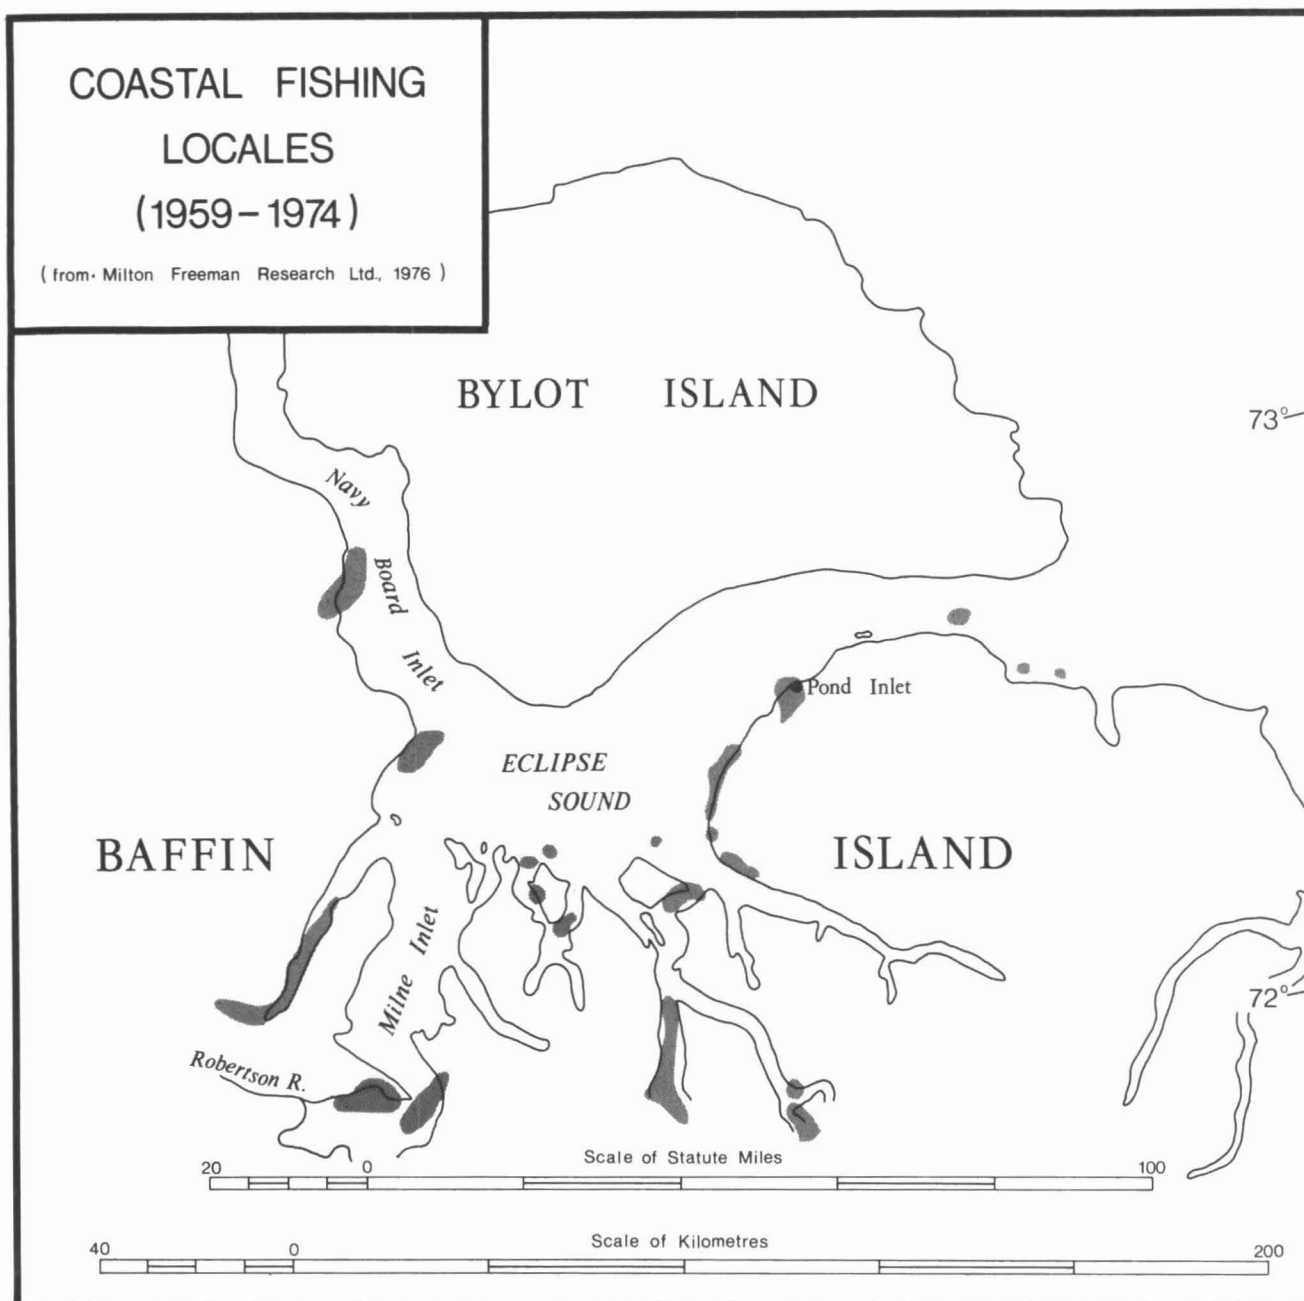 COASTAL FISHING
LOCALES
(1959-1974)
(from· Milton Freeman Research Ltd., 1976)
BYLOT ISLAND
73°
Navy
Board
Inlet
Pond Inlet
ECLIPSE
SOUND
BAFFIN
ISLAND
Milne Inlet
72°
Robertson R.
Scale of Statute Miles
20 0 100
Scale of Kilometres
40 0 200